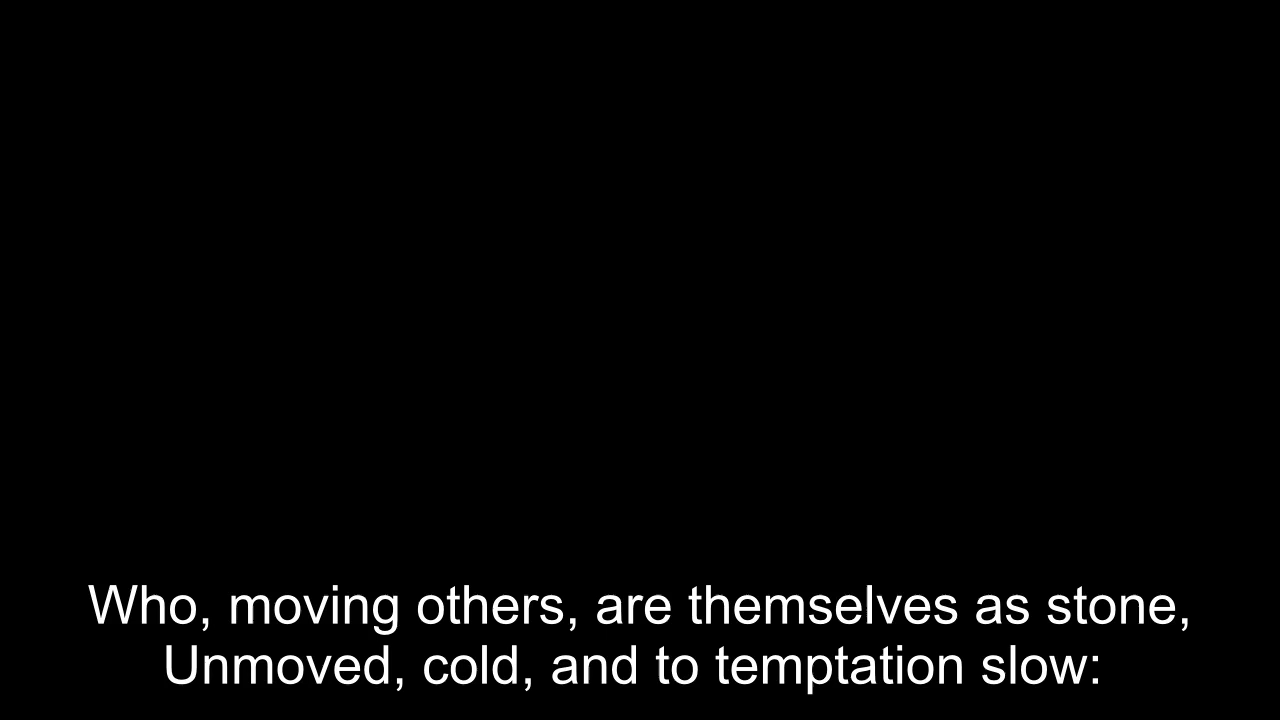 Who, moving others, are themselves as stone,
Unmoved, cold, and to temptation slow: